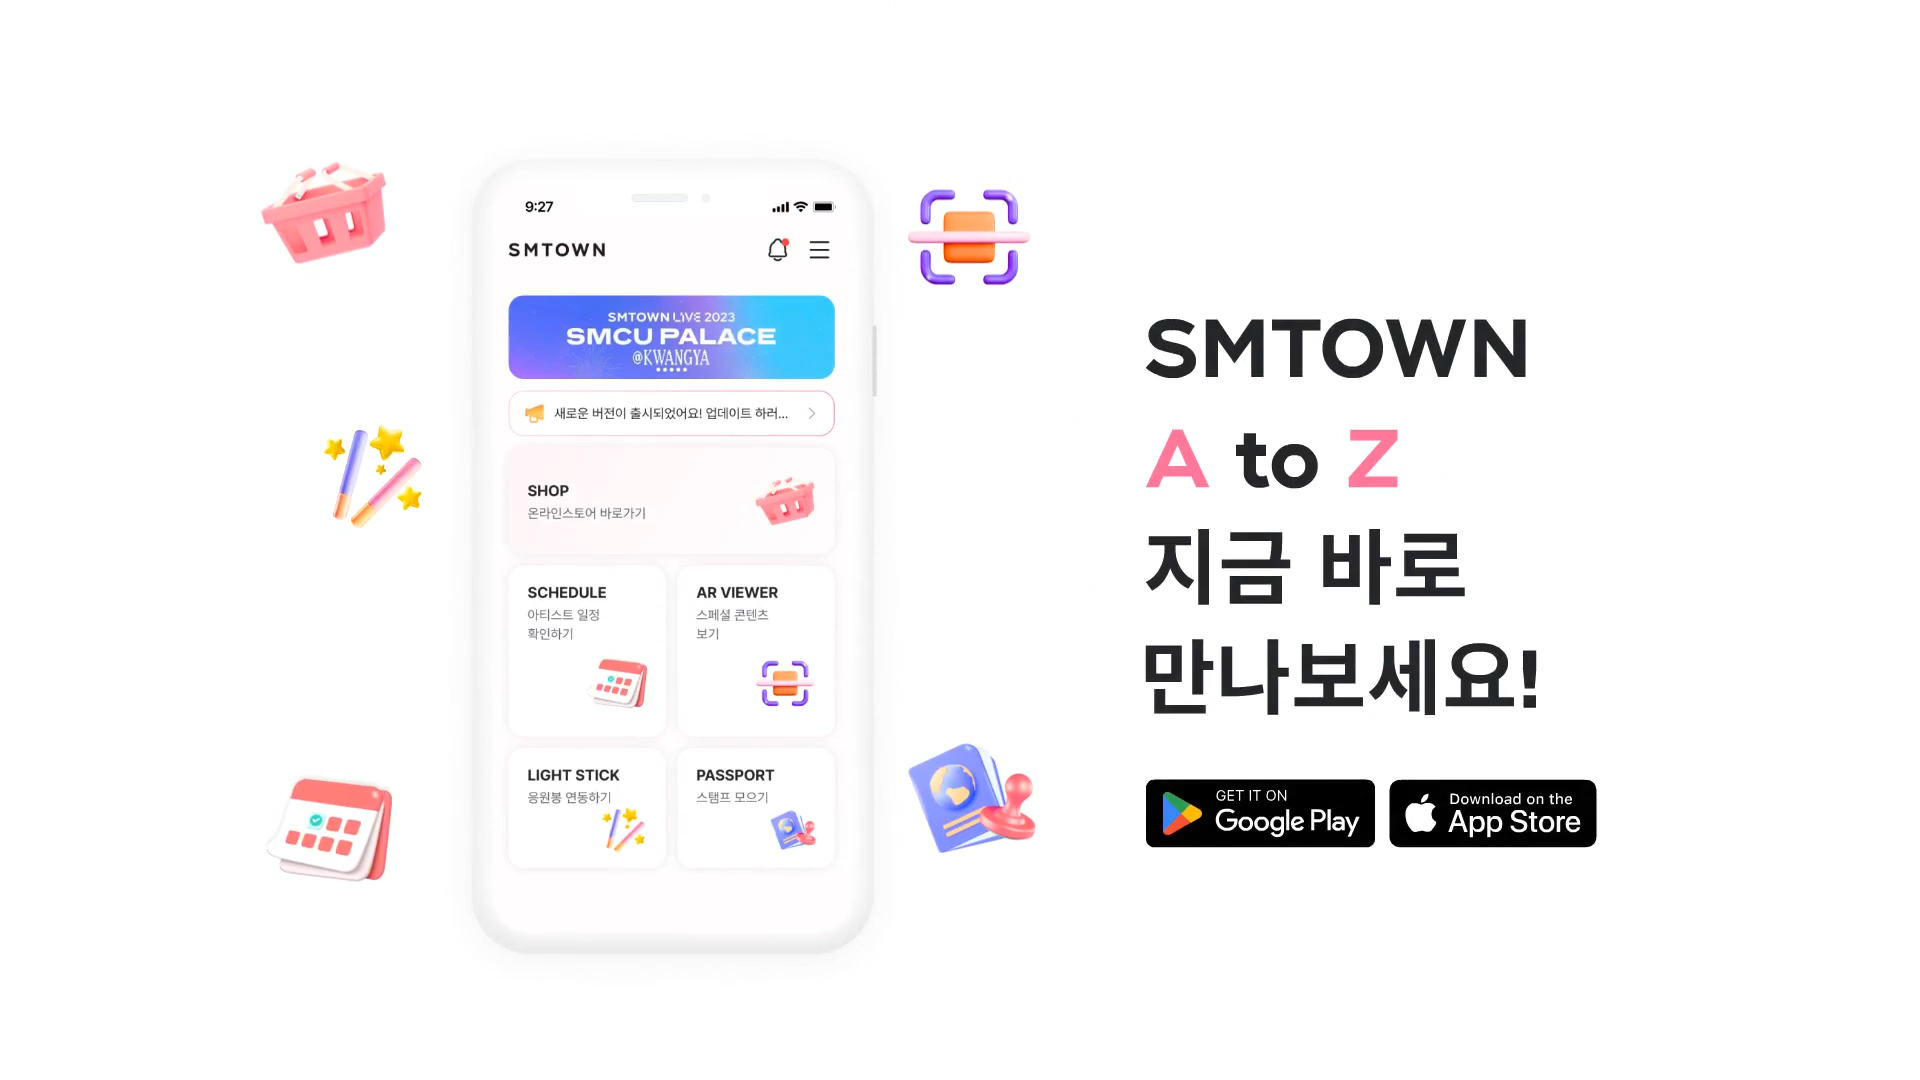 9:27
SMTOWN
SMTOWN LIVE 2023
SMCU PALACE
@KWANGYA
새로운 버전이 출시되었어요! 업데이트 하러...
SHOP
온라인스토어 바로가기
SCHEDULE
아티스트 일정
확인하기
AR VIEWER
스페셜 콘텐츠
보기
LIGHT STICK
응원봉 연동하기
PASSPORT
스탬프 모으기
SMTOWN
A to Z
지금 바로
만나보세요!
GET IT ON
Google Play
Download on the
App Store